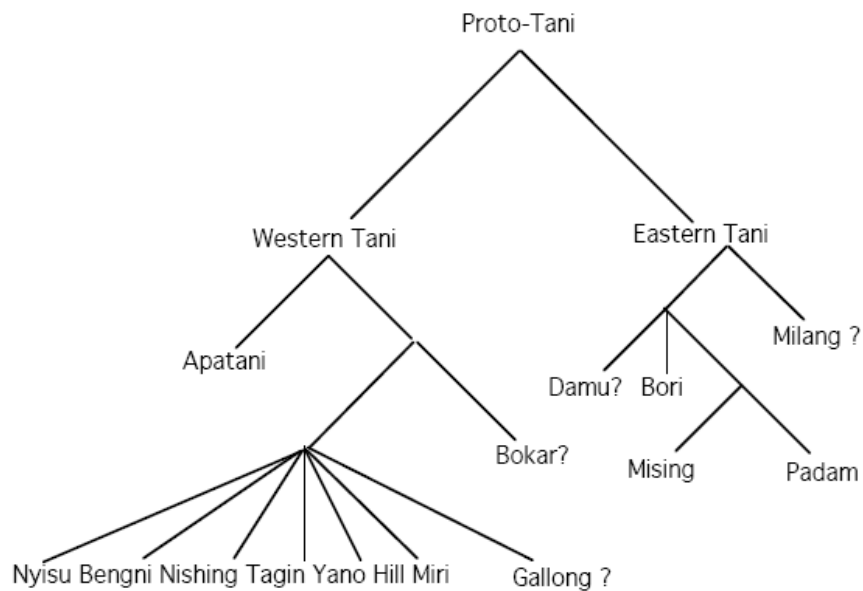 Proto-Tani
Western Tani
Eastern Tani
Apatani
Milang ?
Damu? Bori
Bokar?
Mising
Padam
Nyisu Bengni Nishing Tagin Yano Hill Miri
Gallong ?